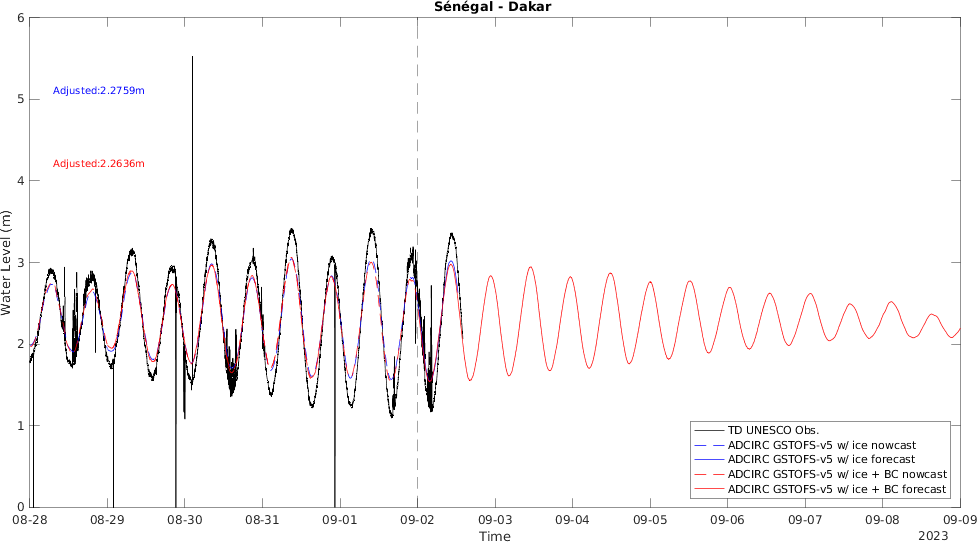 Sénégal - Dakar
6
5
4
3
2
1
0
Water Level (m)
Adjusted:2.2759m
Adjusted:2.2636m
TD UNESCO Obs.
ADCIRC GSTOFS-v5 w/ ice nowcast
ADCIRC GSTOFS-v5 w/ ice forecast
ADCIRC GSTOFS-v5 w/ ice + BC nowcast
ADCIRC GSTOFS-v5 w/ ice + BC forecast
08-28 08-29 08-30 08-31 09-01 09-02 09-03 09-04 09-05 09-06 09-07 09-08 09-09
Time
2023